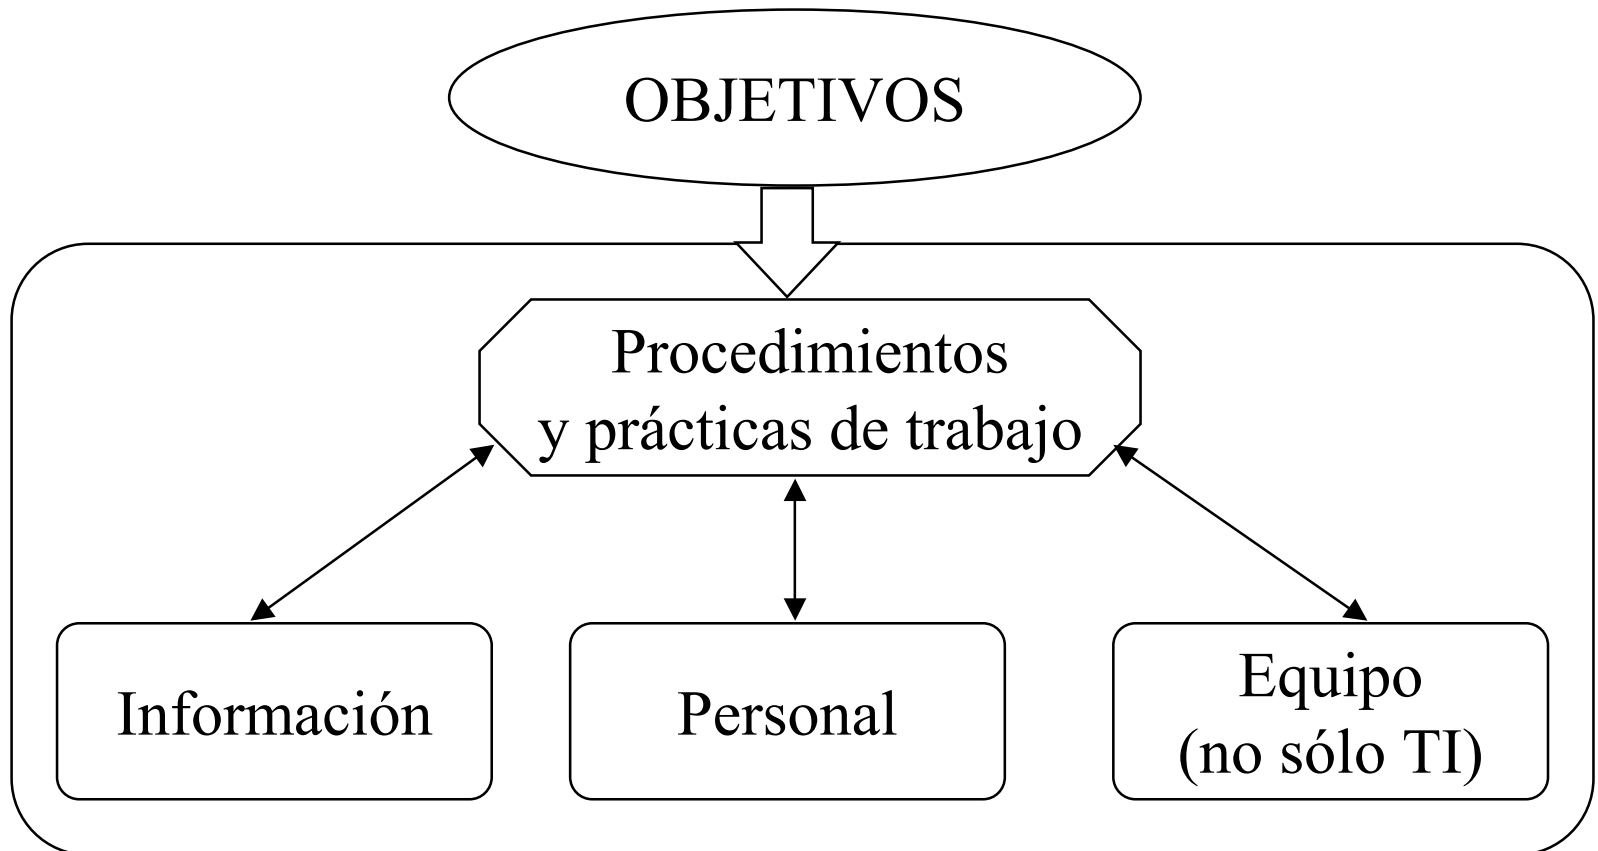 OBJETIVOS
Procedimientos
y prácticas de trabajo
Información
Personal
Equipo
(no sólo TI)